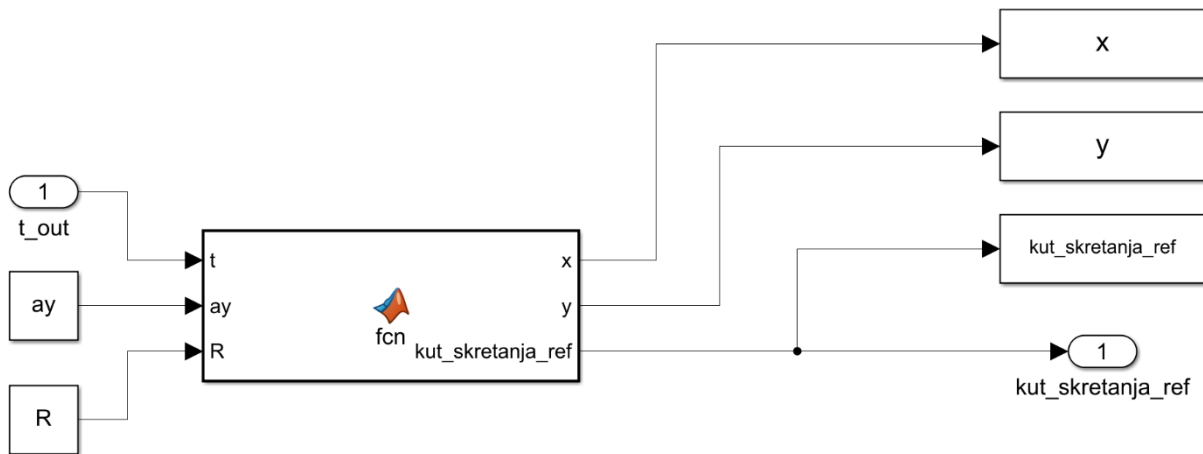 x
y
1
t_out
kut_skretanja_ref
t
x
ay
ay
y
fcn
R
kut_skretanja_ref
1
kut_skretanja_ref
R